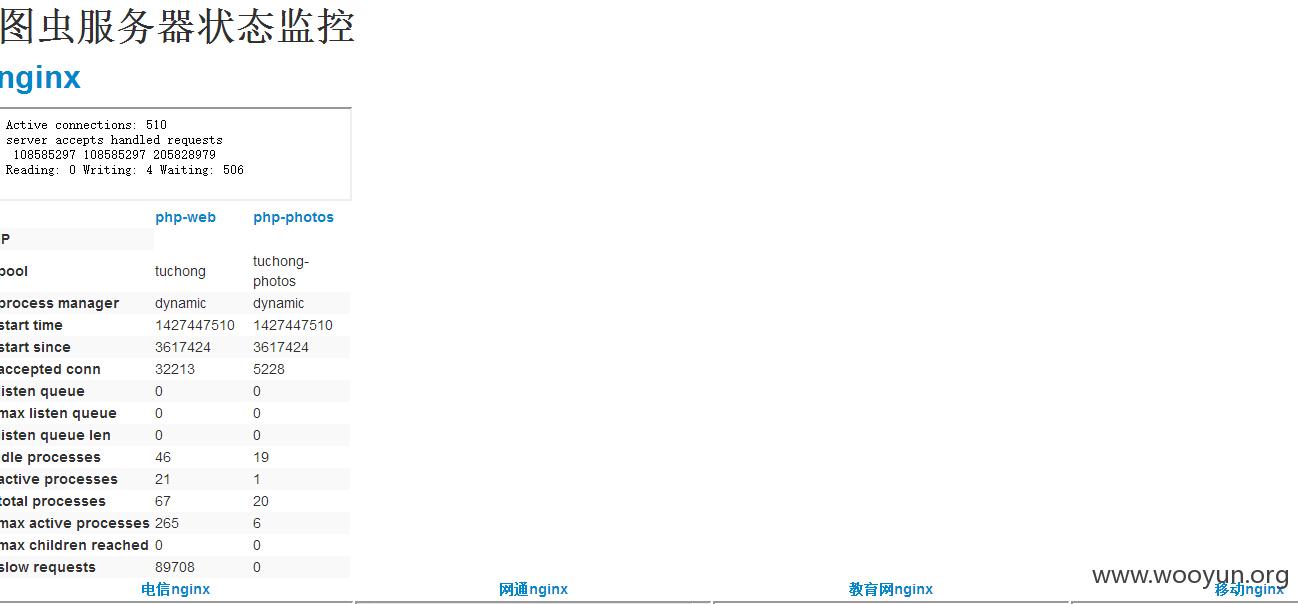 图虫服务器状态监控
nginx
Active connections: 510
server accepts handled requests
108585297 108585297 205828979
Reading: 0 Writing: 4 Waiting: 506
php-web php-photos
P
pool tuchong tuchong-
photos
process manager dynamic dynamic
start time 1427447510 1427447510
start since 3617424 3617424
accepted conn 32213 5228
listen queue 0 0
max listen queue 0 0
listen queue len 0 0
idle processes 46 19
active processes 21 1
total processes 67 20
max active processes 265 6
max children reached 0 0
slow requests 89708 0
电信nginx 网通nginx 教育网nginx 移动nginx
www.wooyun.org